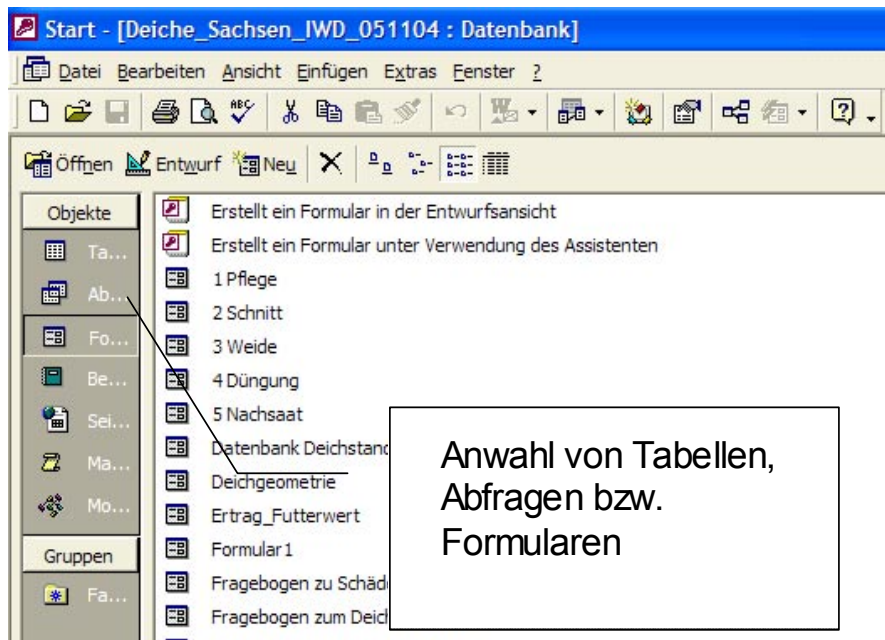 Start - [Deiche_Sachsen_IWD_051104 : Datenbank]
Datei Bearbeiten Ansicht Einfügen Extras Fenster ?
Öffnen Entwurf Neu
Objekte
Ta...
Ab...
Fo...
Be...
Sei...
Ma...
Mo...
Gruppen
Fa...
Erstellt ein Formular in der Entwurfsansicht
Erstellt ein Formular unter Verwendung des Assistenten
1 Pflege
2 Schnitt
3 Weide
4 Düngung
5 Nachsaat
Datenbank Deichstand
Deichgeometrie
Ertrag_Futterwert
Formular1
Fragebogen zu Schäd
Fragebogen zum Deich
Anwahl von Tabellen,
Abfragen bzw.
Formularen